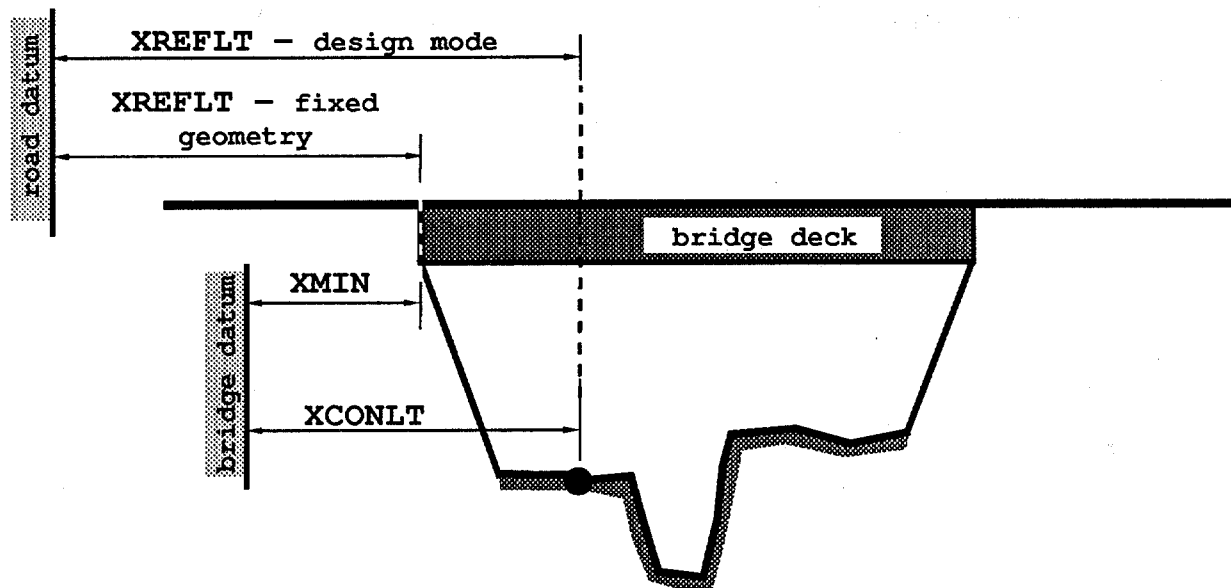 XREFLT — design mode
XREFLT — fixed
geometry
road datum
bridge deck
XMIN
bridge datum
XCONLT